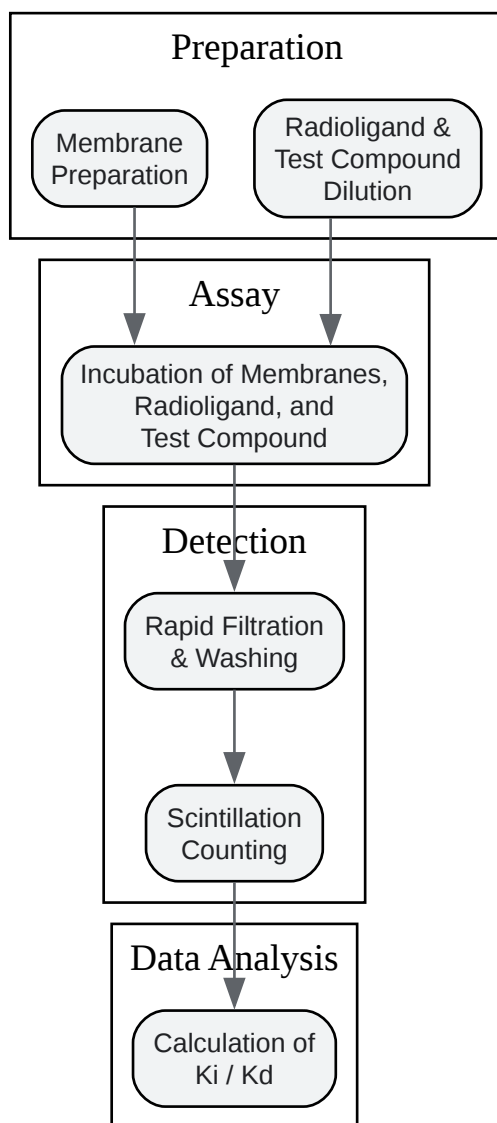 Preparation
Membrane
Preparation
Radioligand &
Test Compound
Dilution
Assay
Incubation of Membranes,
Radioligand, and
Test Compound
Detection
Rapid Filtration
& Washing
Scintillation
Counting
Data Analysis
Calculation of
Ki / Kd